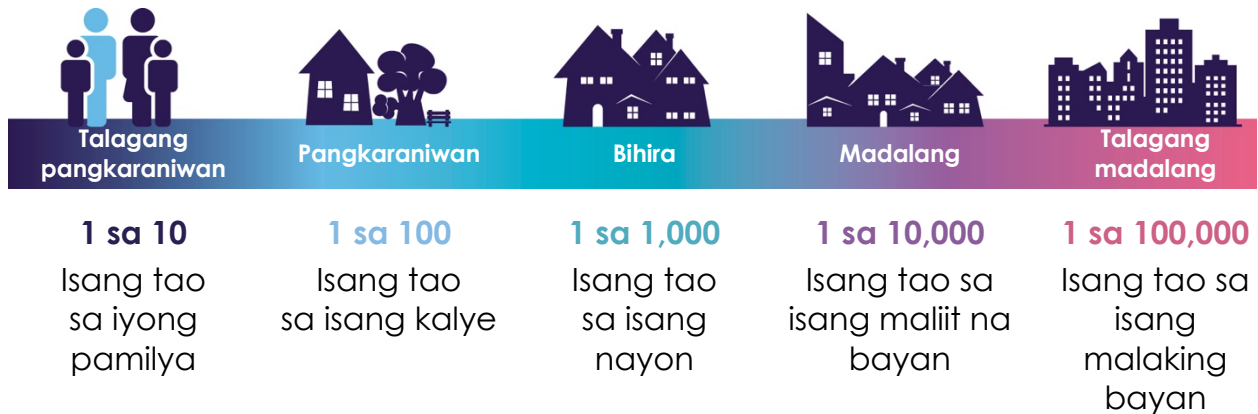 Talagang
pangkaraniwan
Pangkaraniwan
Bihira
Madalang
Talagang
madalang
1 sa 10
Isang tao
sa iyong
pamilya
1 sa 100
Isang tao
sa isang kalye
1 sa 1,000
Isang tao
sa isang
nayon
1 sa 10,000
Isang tao sa
isang maliit na
bayan
1 sa 100,000
Isang tao sa
isang
malaking
bayan